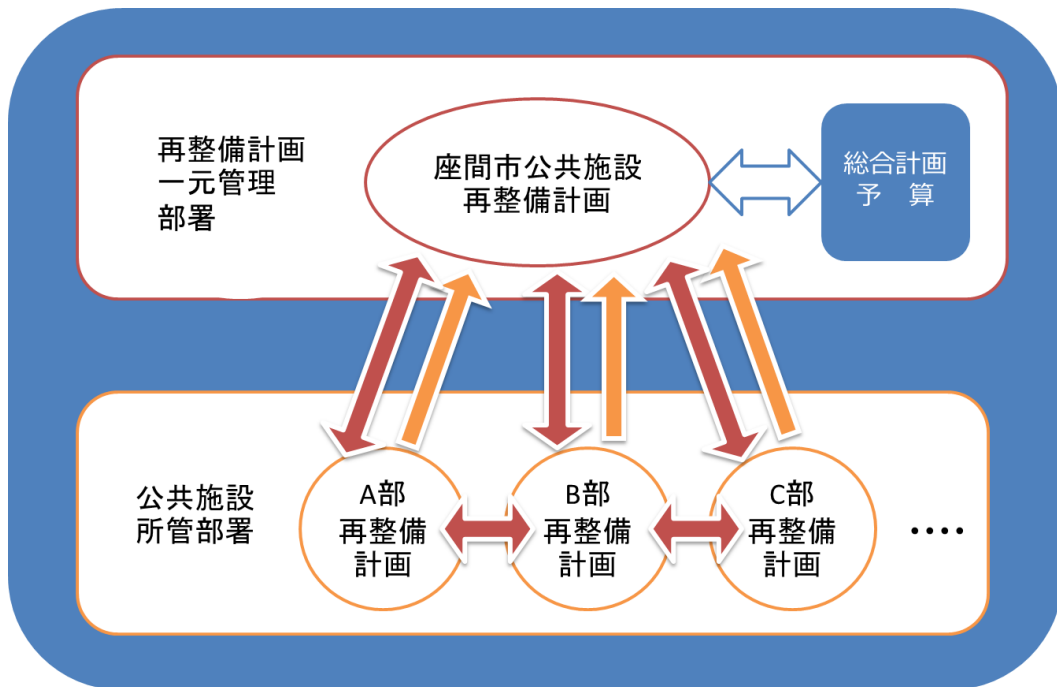 再整備計画
一元管理
部署
座間市公共施設
再整備計画
総合計画
予　算
公共施設
所管部署
A部
再整備
計画
B部
再整備
計画
C部
再整備
計画
••••